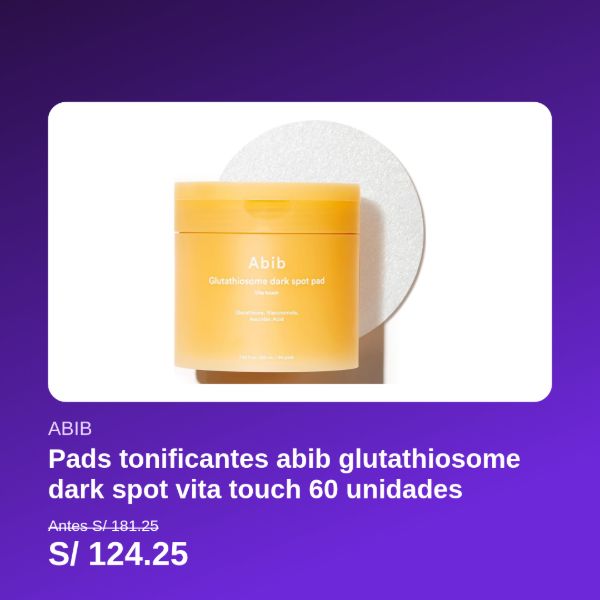 Abib
Glutathiosome dark spot pad
Vita touch
Glutathione, Niacinamide,
Ascorbic Acid
ABIB
Pads tonificantes abib glutathiosome
dark spot vita touch 60 unidades
Antes S/ 181.25
S/ 124.25